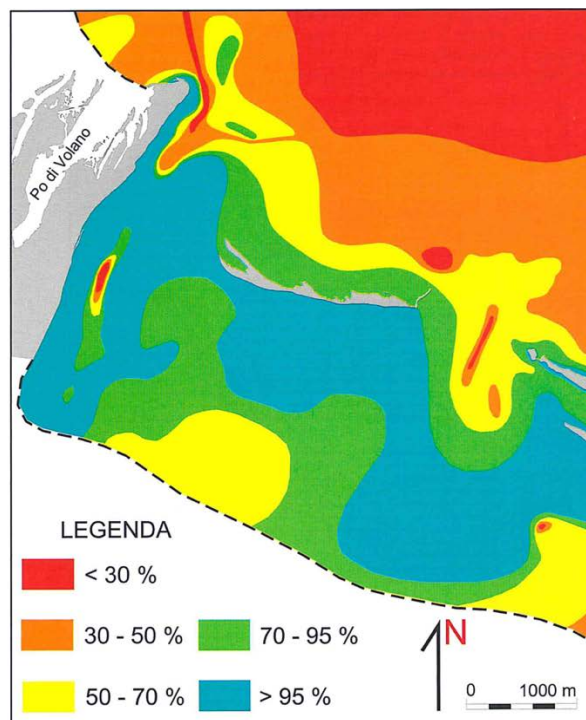 Po di Volano
LEGENDA
< 30 %
30 - 50 %
70 - 95 %
50 - 70 %
> 95 %
N
0 1000 m